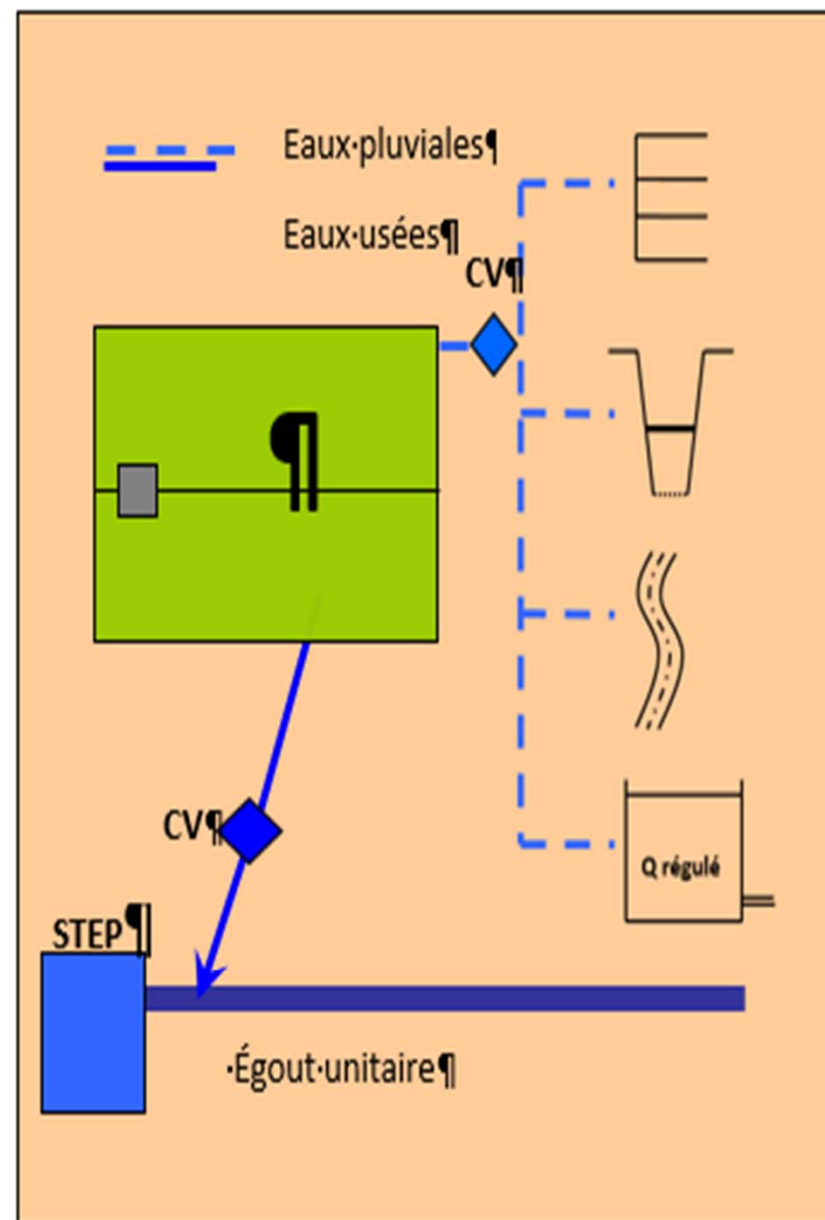 Eaux·pluviales¶
Eaux·usées¶
CV¶
¶
CV¶
Q régulé
STEP¶
·Égout·unitaire¶